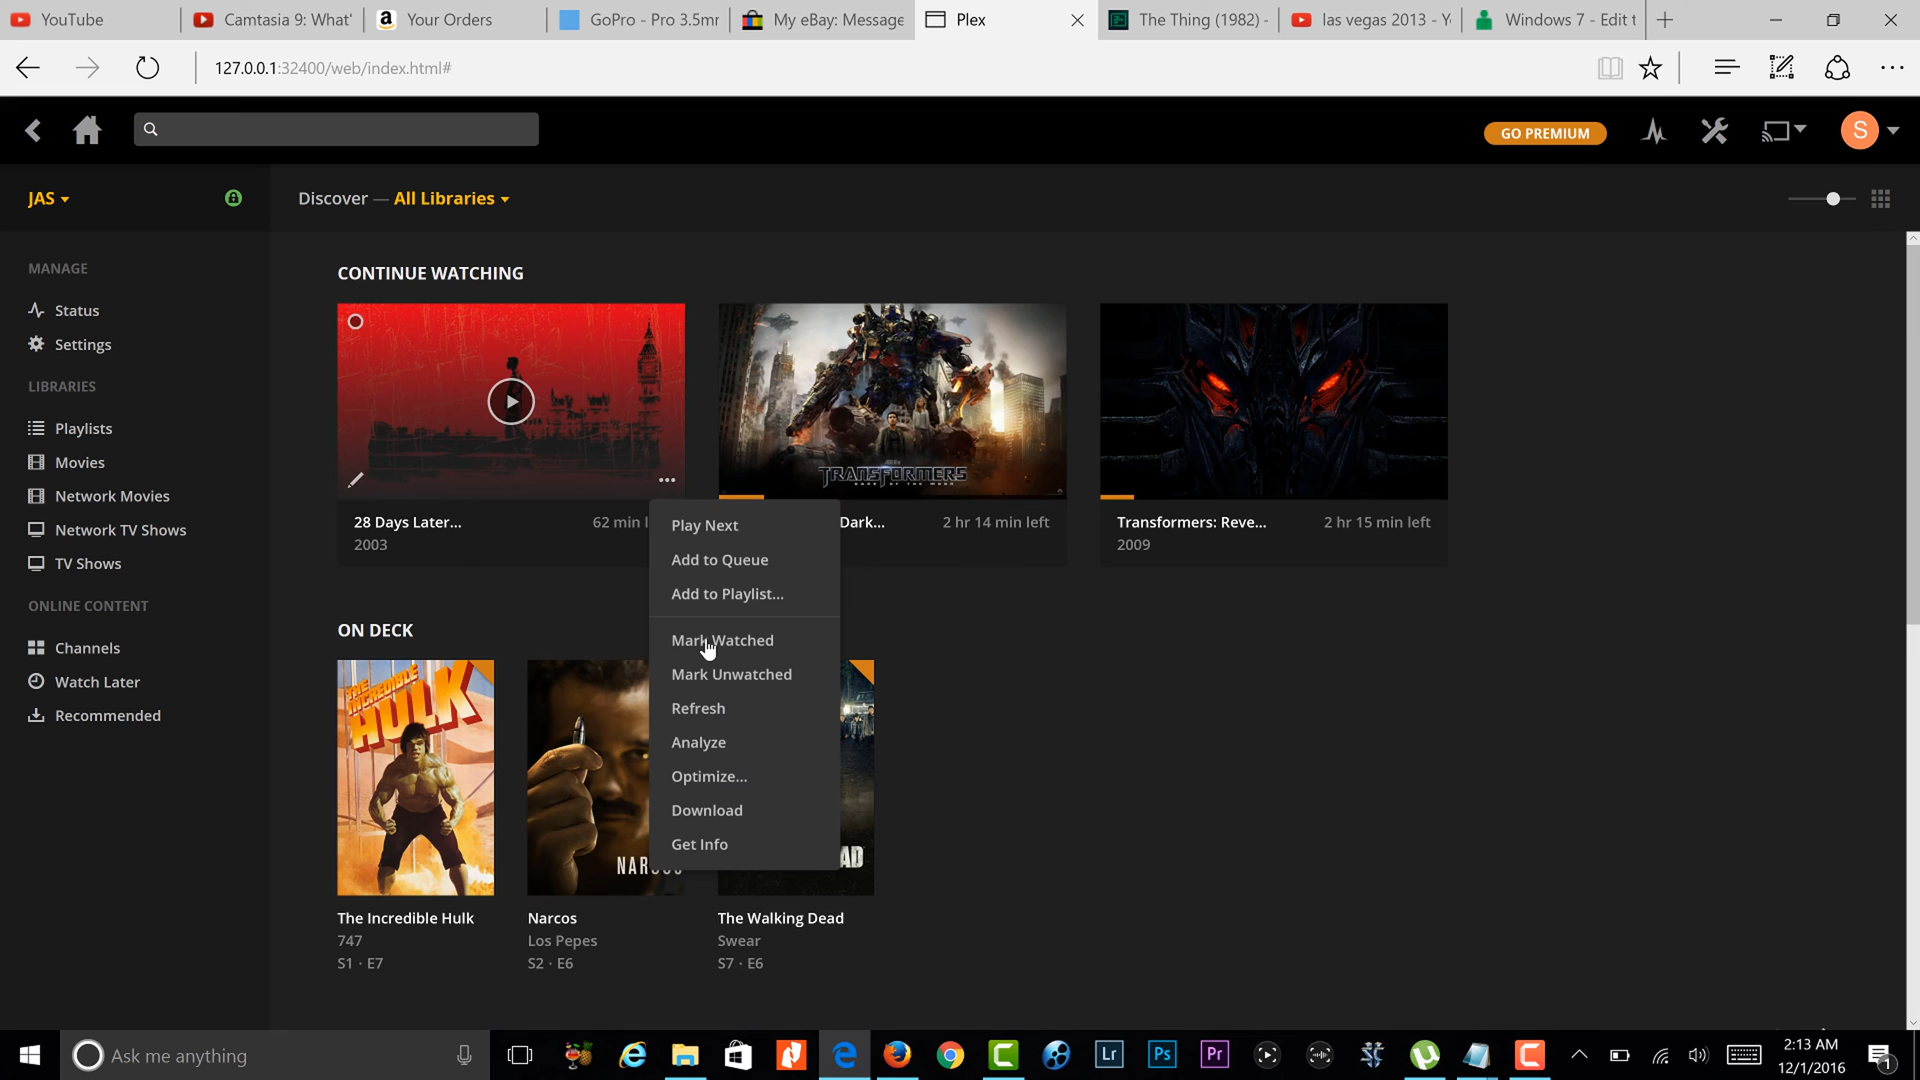 YouTube
Camtasia 9: What'
Your Orders
GoPro - Pro 3.5mr
My eBay: Message
Plex
The Thing (1982) -
las vegas 2013 - Y
Windows 7 - Edit t
127.0.0.1:32400/web/index.html#
GO PREMIUM
S
JAS
Discover — All Libraries
MANAGE
Status
Settings
LIBRARIES
Playlists
Movies
Network Movies
Network TV Shows
TV Shows
ONLINE CONTENT
Channels
Watch Later
Recommended
CONTINUE WATCHING
TRANSFORMERS
28 Days Later...
62 min l
2003
Dark...
2 hr 14 min left
Transformers: Reve...
2 hr 15 min left
2009
Play Next
Add to Queue
Add to Playlist...
Mark Watched
Mark Unwatched
Refresh
Analyze
Optimize...
Download
Get Info
ON DECK
THE INCREDIBLE
HULK
NARCOS
AD
The Incredible Hulk
747
S1 · E7
Narcos
Los Pepes
S2 · E6
The Walking Dead
Swear
S7 · E6
Ask me anything
Lr
Ps
Pr
2:13 AM
12/1/2016
1